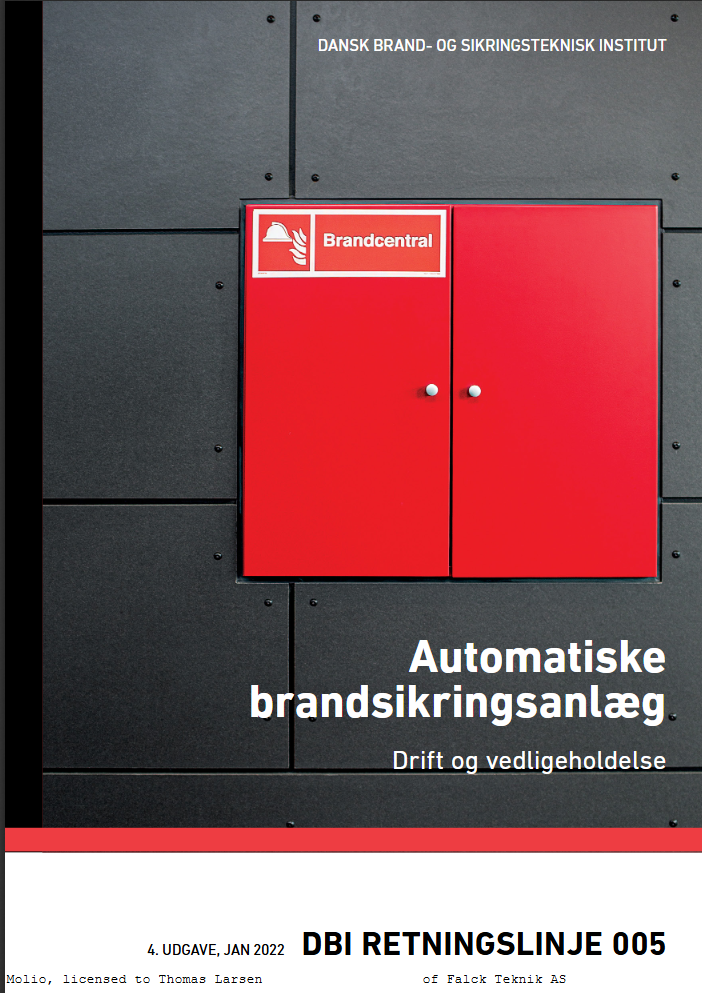 DANSK BRAND- OG SIKRINGSTEKNISK INSTITUT
Brandcentral
Automatiske
brandsikringsanlæg
Drift og vedligeholdelse
4. UDGAVE, JAN 2022 DBI RETNINGSLINJE 005
Molio, licensed to Thomas Larsen of Falck Teknik AS